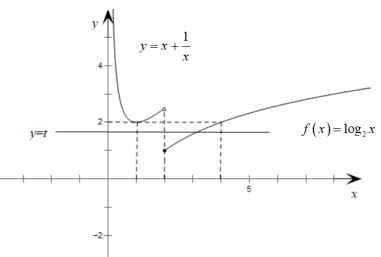 y
y = x + 1/x
4
2
y=t
f(x) = log₂ x
5
x
−2